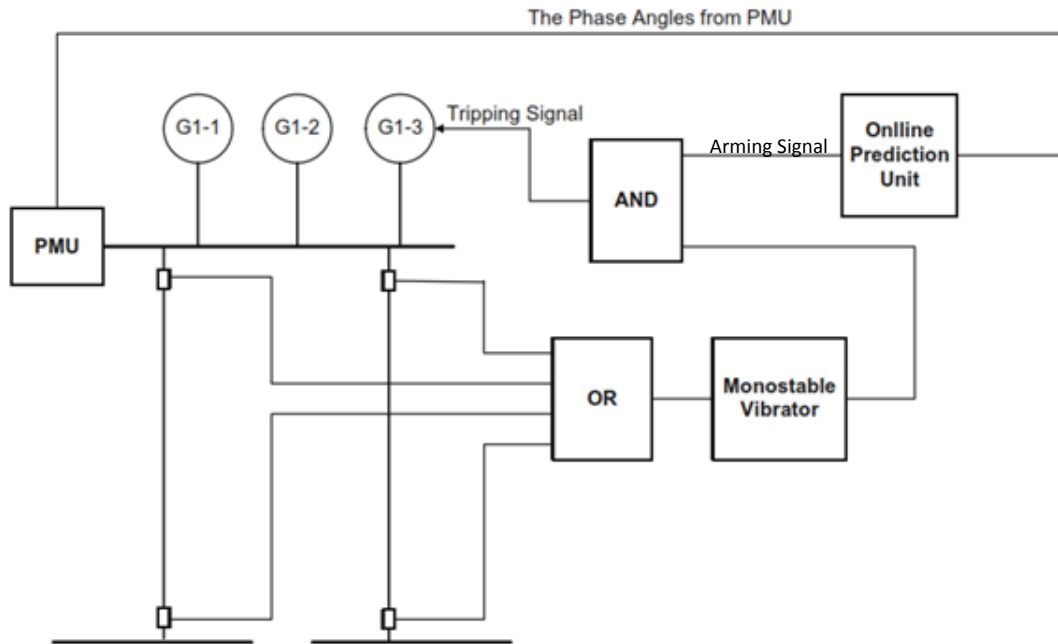 The Phase Angles from PMU
G1-1
G1-2
G1-3
Tripping Signal
AND
Arming Signal
Onlline
Prediction
Unit
PMU
OR
Monostable
Vibrator